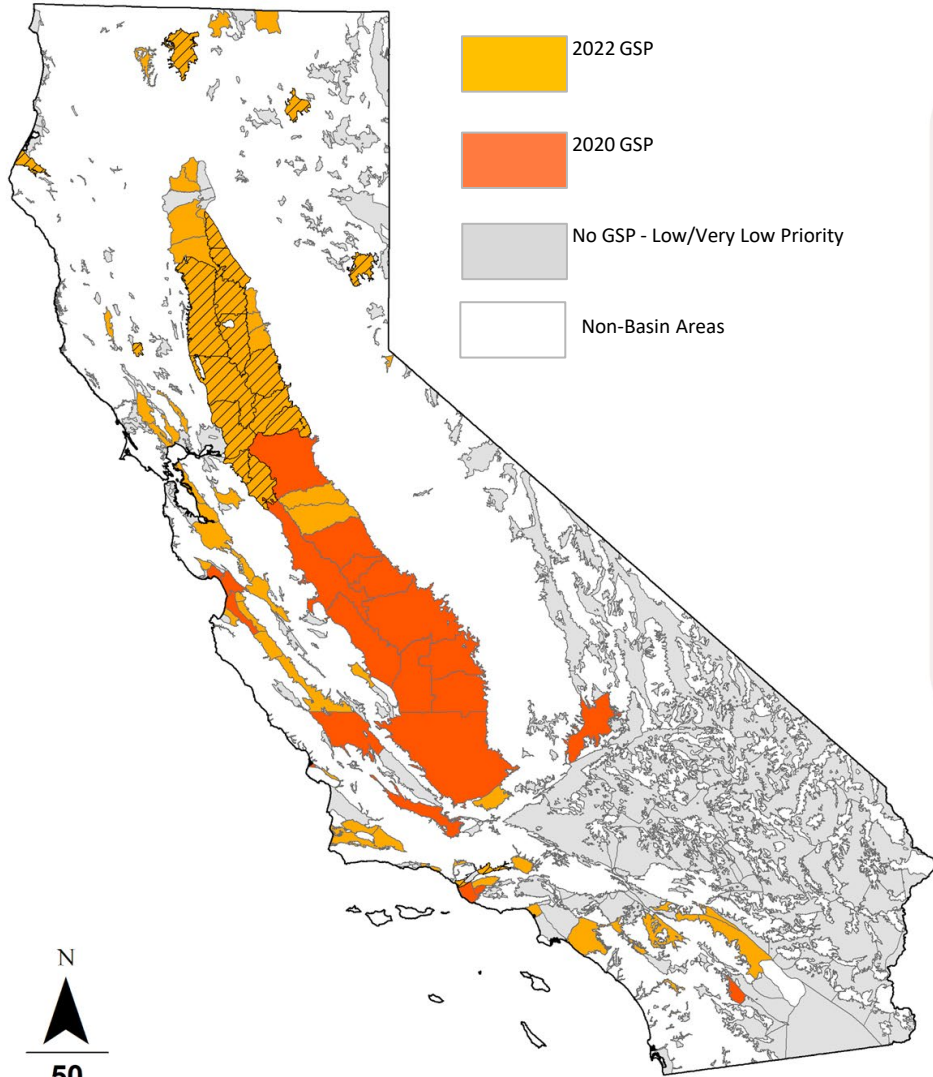 2022 GSP
2020 GSP
No GSP - Low/Very Low Priority
Non-Basin Areas
N
50